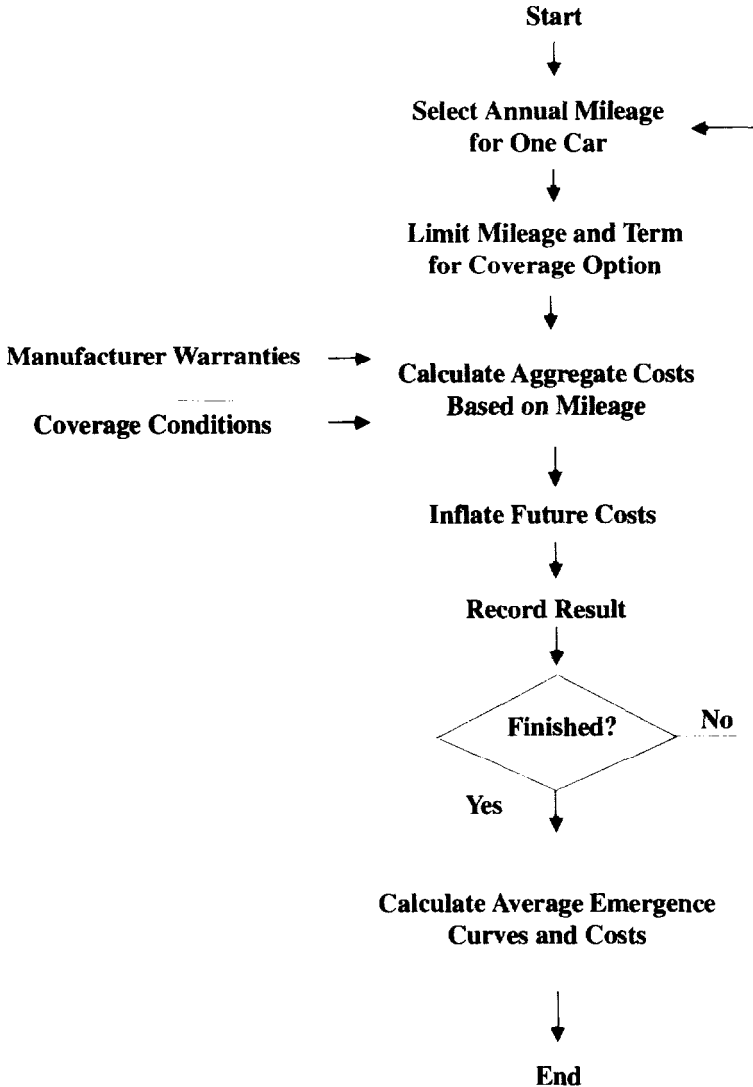 Start
Select Annual Mileage
for One Car
Limit Mileage and Term
for Coverage Option
Manufacturer Warranties
Calculate Aggregate Costs
Based on Mileage
Coverage Conditions
Inflate Future Costs
Record Result
Finished?
No
Yes
Calculate Average Emergence
Curves and Costs
End